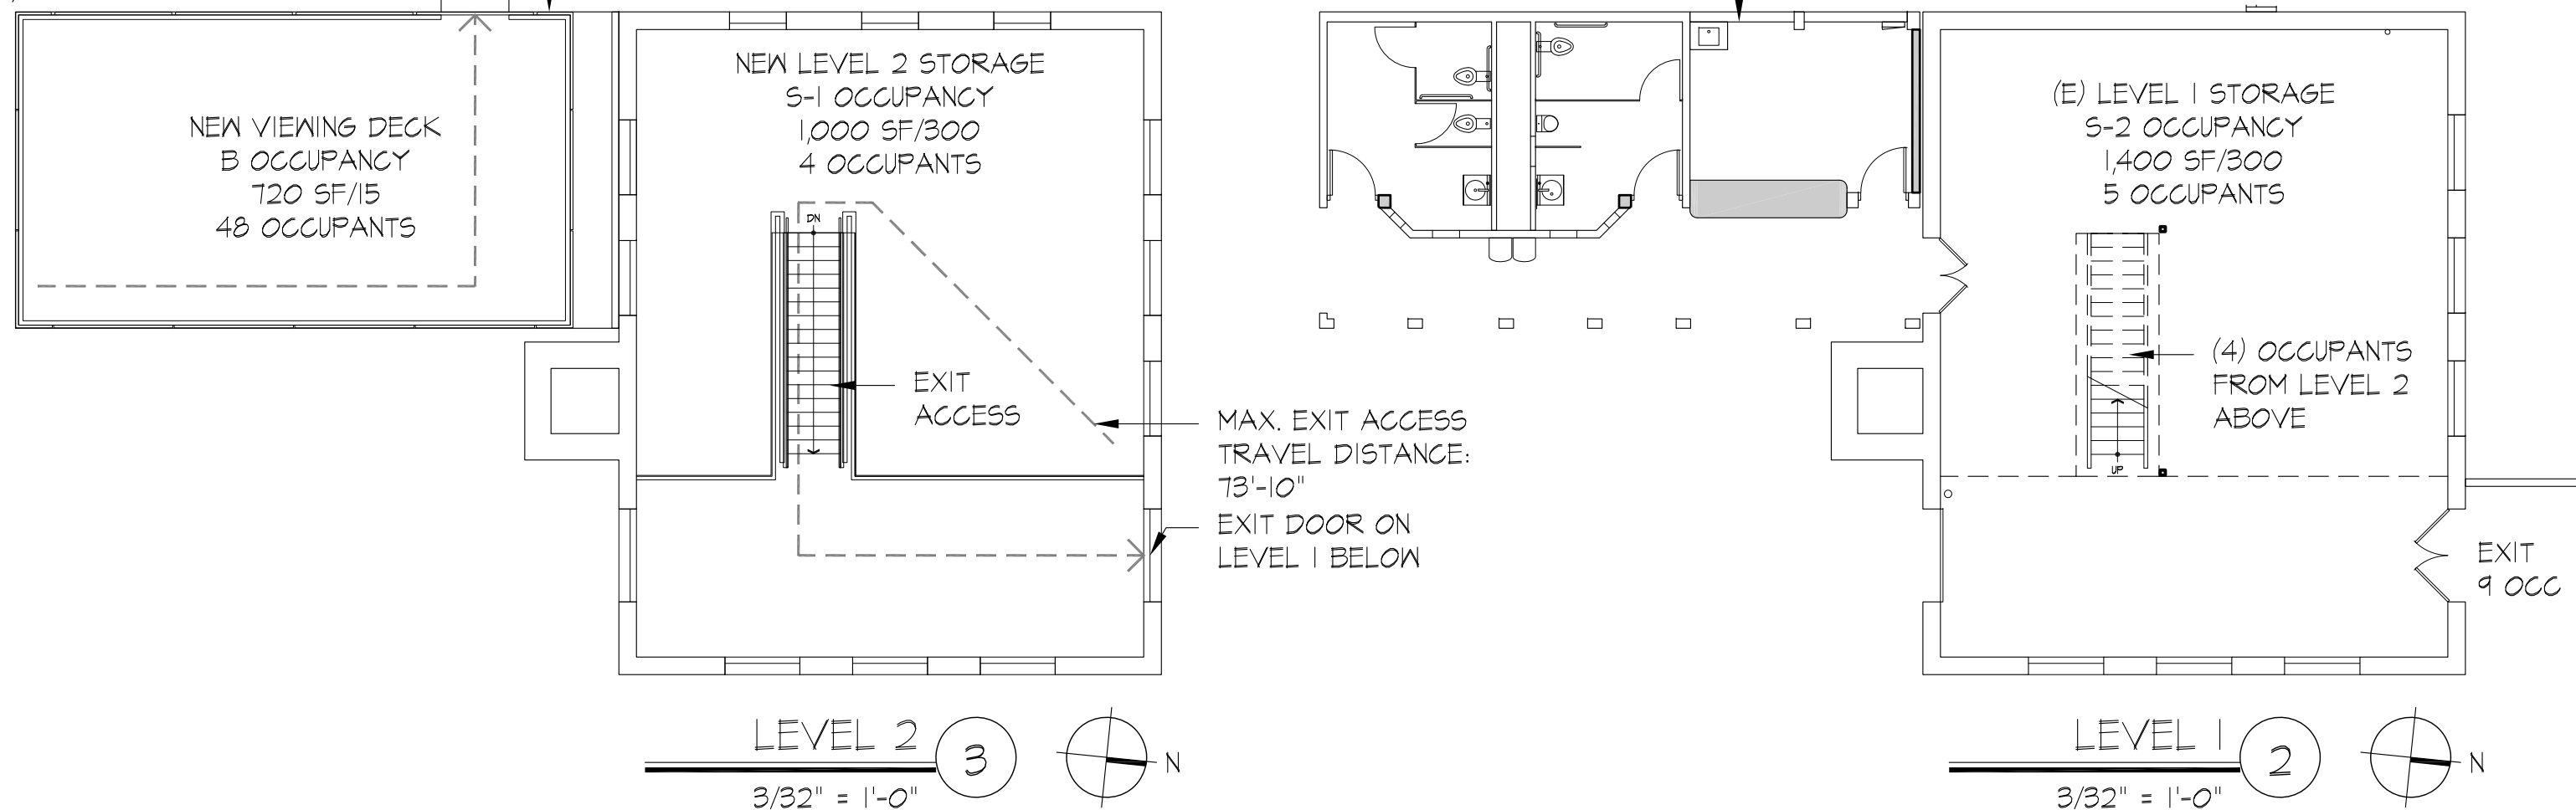 NEW VIEWING DECK
B OCCUPANCY
720 SF/15
48 OCCUPANTS
NEW LEVEL 2 STORAGE
S-1 OCCUPANCY
1,000 SF/300
4 OCCUPANTS
DN
EXIT
ACCESS
MAX. EXIT ACCESS
TRAVEL DISTANCE:
73'-10"
EXIT DOOR ON
LEVEL 1 BELOW
LEVEL 2
3
N
3/32" = 1'-0"
(E) LEVEL 1 STORAGE
S-2 OCCUPANCY
1,400 SF/300
5 OCCUPANTS
(4) OCCUPANTS
FROM LEVEL 2
ABOVE
UP
EXIT
9 OCC
LEVEL 1
2
N
3/32" = 1'-0"